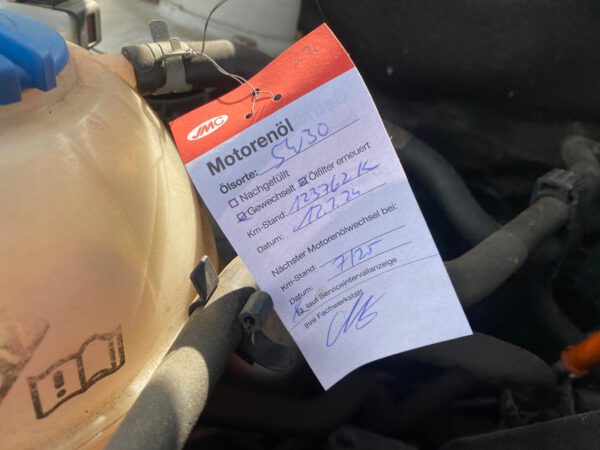 JMC
Motorenöl
Ölsorte: 5W30
Nachgefüllt
Gewechselt Ölfilter erneuert
Km-Stand: 123762 K
Datum: 12.7.24
Nächster Motorenölwechsel bei:
Km-Stand:
Datum: 7/25
lauf Serviceintervallanzeige
Ihre Fachwerkstatt